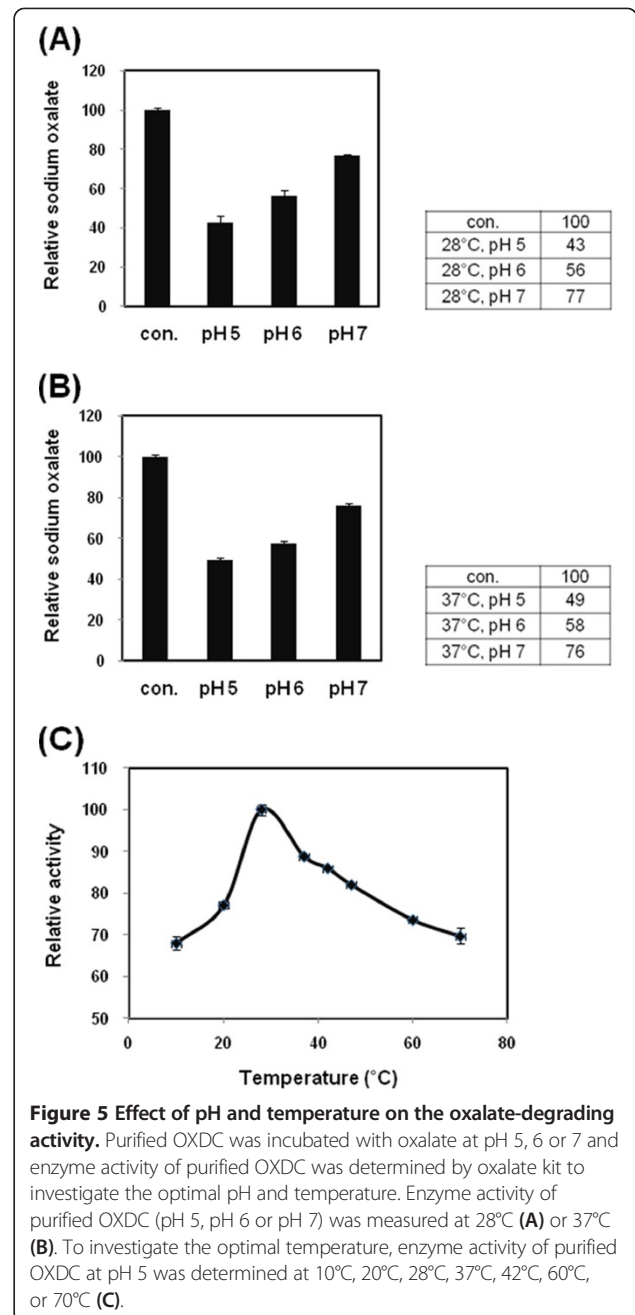 (A)
Relative sodium oxalate
120
100
80
60
40
20
0
con. pH 5 pH 6 pH 7
con. 100
28°C, pH 5 43
28°C, pH 6 56
28°C, pH 7 77
(B)
Relative sodium oxalate
120
100
80
60
40
20
0
con. pH 5 pH 6 pH 7
con. 100
37°C, pH 5 49
37°C, pH 6 58
37°C, pH 7 76
(C)
Relative activity
110
100
90
80
70
60
50
0 20 40 60 80
Temperature (°C)
Figure 5 Effect of pH and temperature on the oxalate-degrading
activity. Purified OXDC was incubated with oxalate at pH 5, 6 or 7 and
enzyme activity of purified OXDC was determined by oxalate kit to
investigate the optimal pH and temperature. Enzyme activity of
purified OXDC (pH 5, pH 6 or pH 7) was measured at 28°C (A) or 37°C
(B). To investigate the optimal temperature, enzyme activity of purified
OXDC at pH 5 was determined at 10°C, 20°C, 28°C, 37°C, 42°C, 60°C,
or 70°C (C).